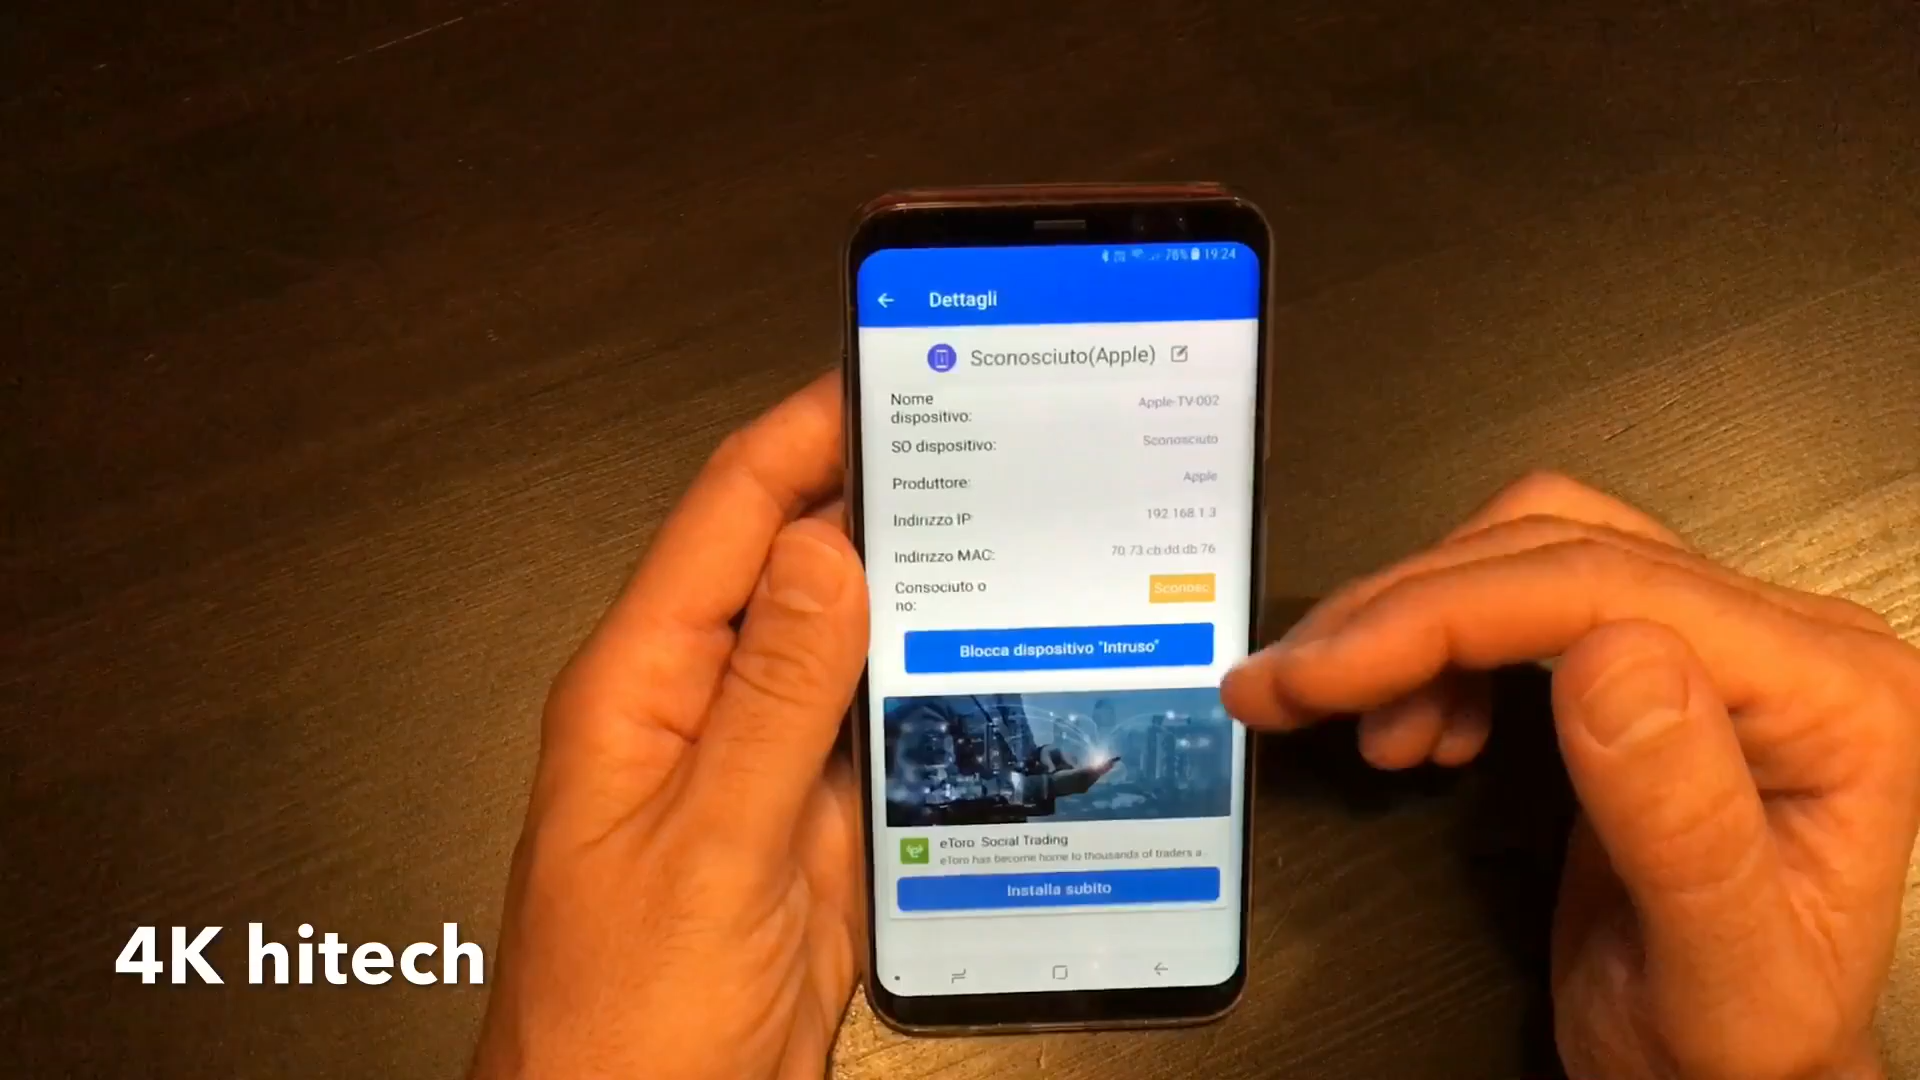 78% 19:24
Dettagli
Sconosciuto(Apple)
Nome
dispositivo:
Apple-TV-002
SO dispositivo:
Sconosciuto
Produttore:
Apple
Indirizzo IP:
192.168.1.3
Indirizzo MAC:
70:73:cb:dd:db:76
Consociuto o
no:
Sconosc
Blocca dispositivo "Intruso"
eToro Social Trading
eToro has become home to thousands of traders a...
Installa subito
4K hitech